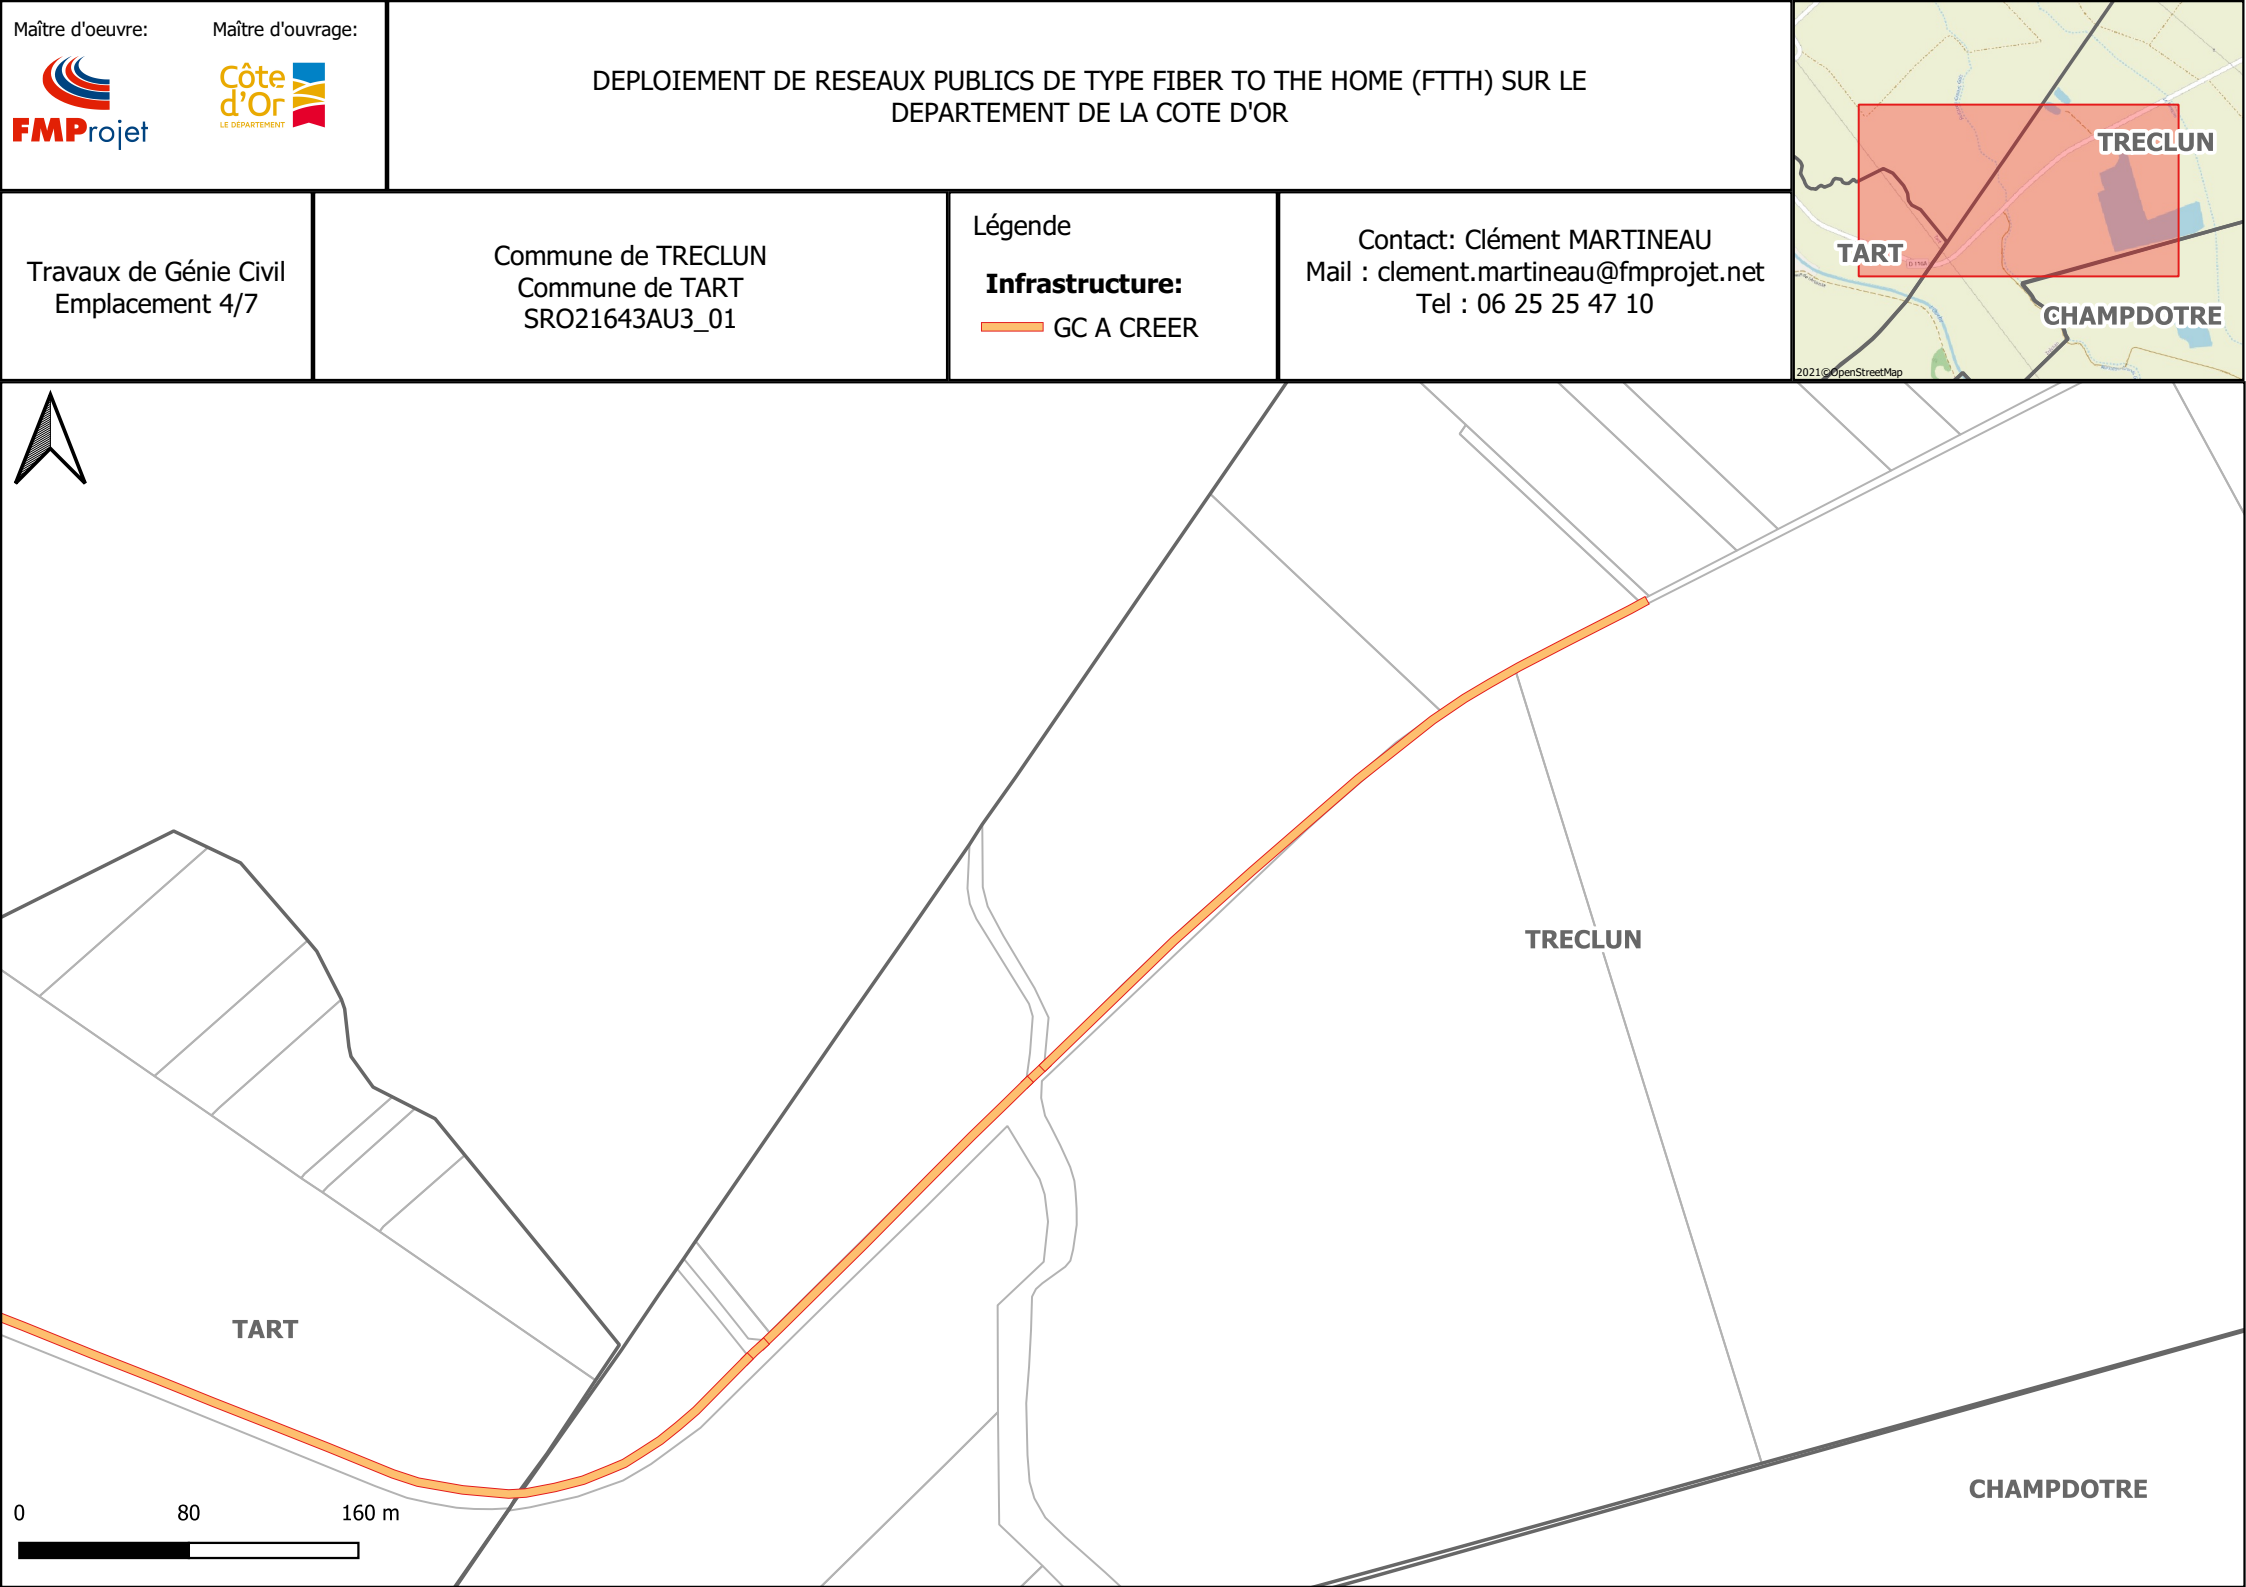 Maître d'oeuvre:
Maître d'ouvrage:
FMProjet
Côte
d'Or
LE DÉPARTEMENT
DEPLOIEMENT DE RESEAUX PUBLICS DE TYPE FIBER TO THE HOME (FTTH) SUR LE
DEPARTEMENT DE LA COTE D'OR
Travaux de Génie Civil
Emplacement 4/7
Commune de TRECLUN
Commune de TART
SRO21643AU3_01
Légende
Infrastructure:
GC A CREER
Contact: Clément MARTINEAU
Mail : clement.martineau@fmprojet.net
Tel : 06 25 25 47 10
TRECLUN
TART
CHAMPDOTRE
2021©OpenStreetMap
TRECLUN
TART
CHAMPDOTRE
0
80
160 m